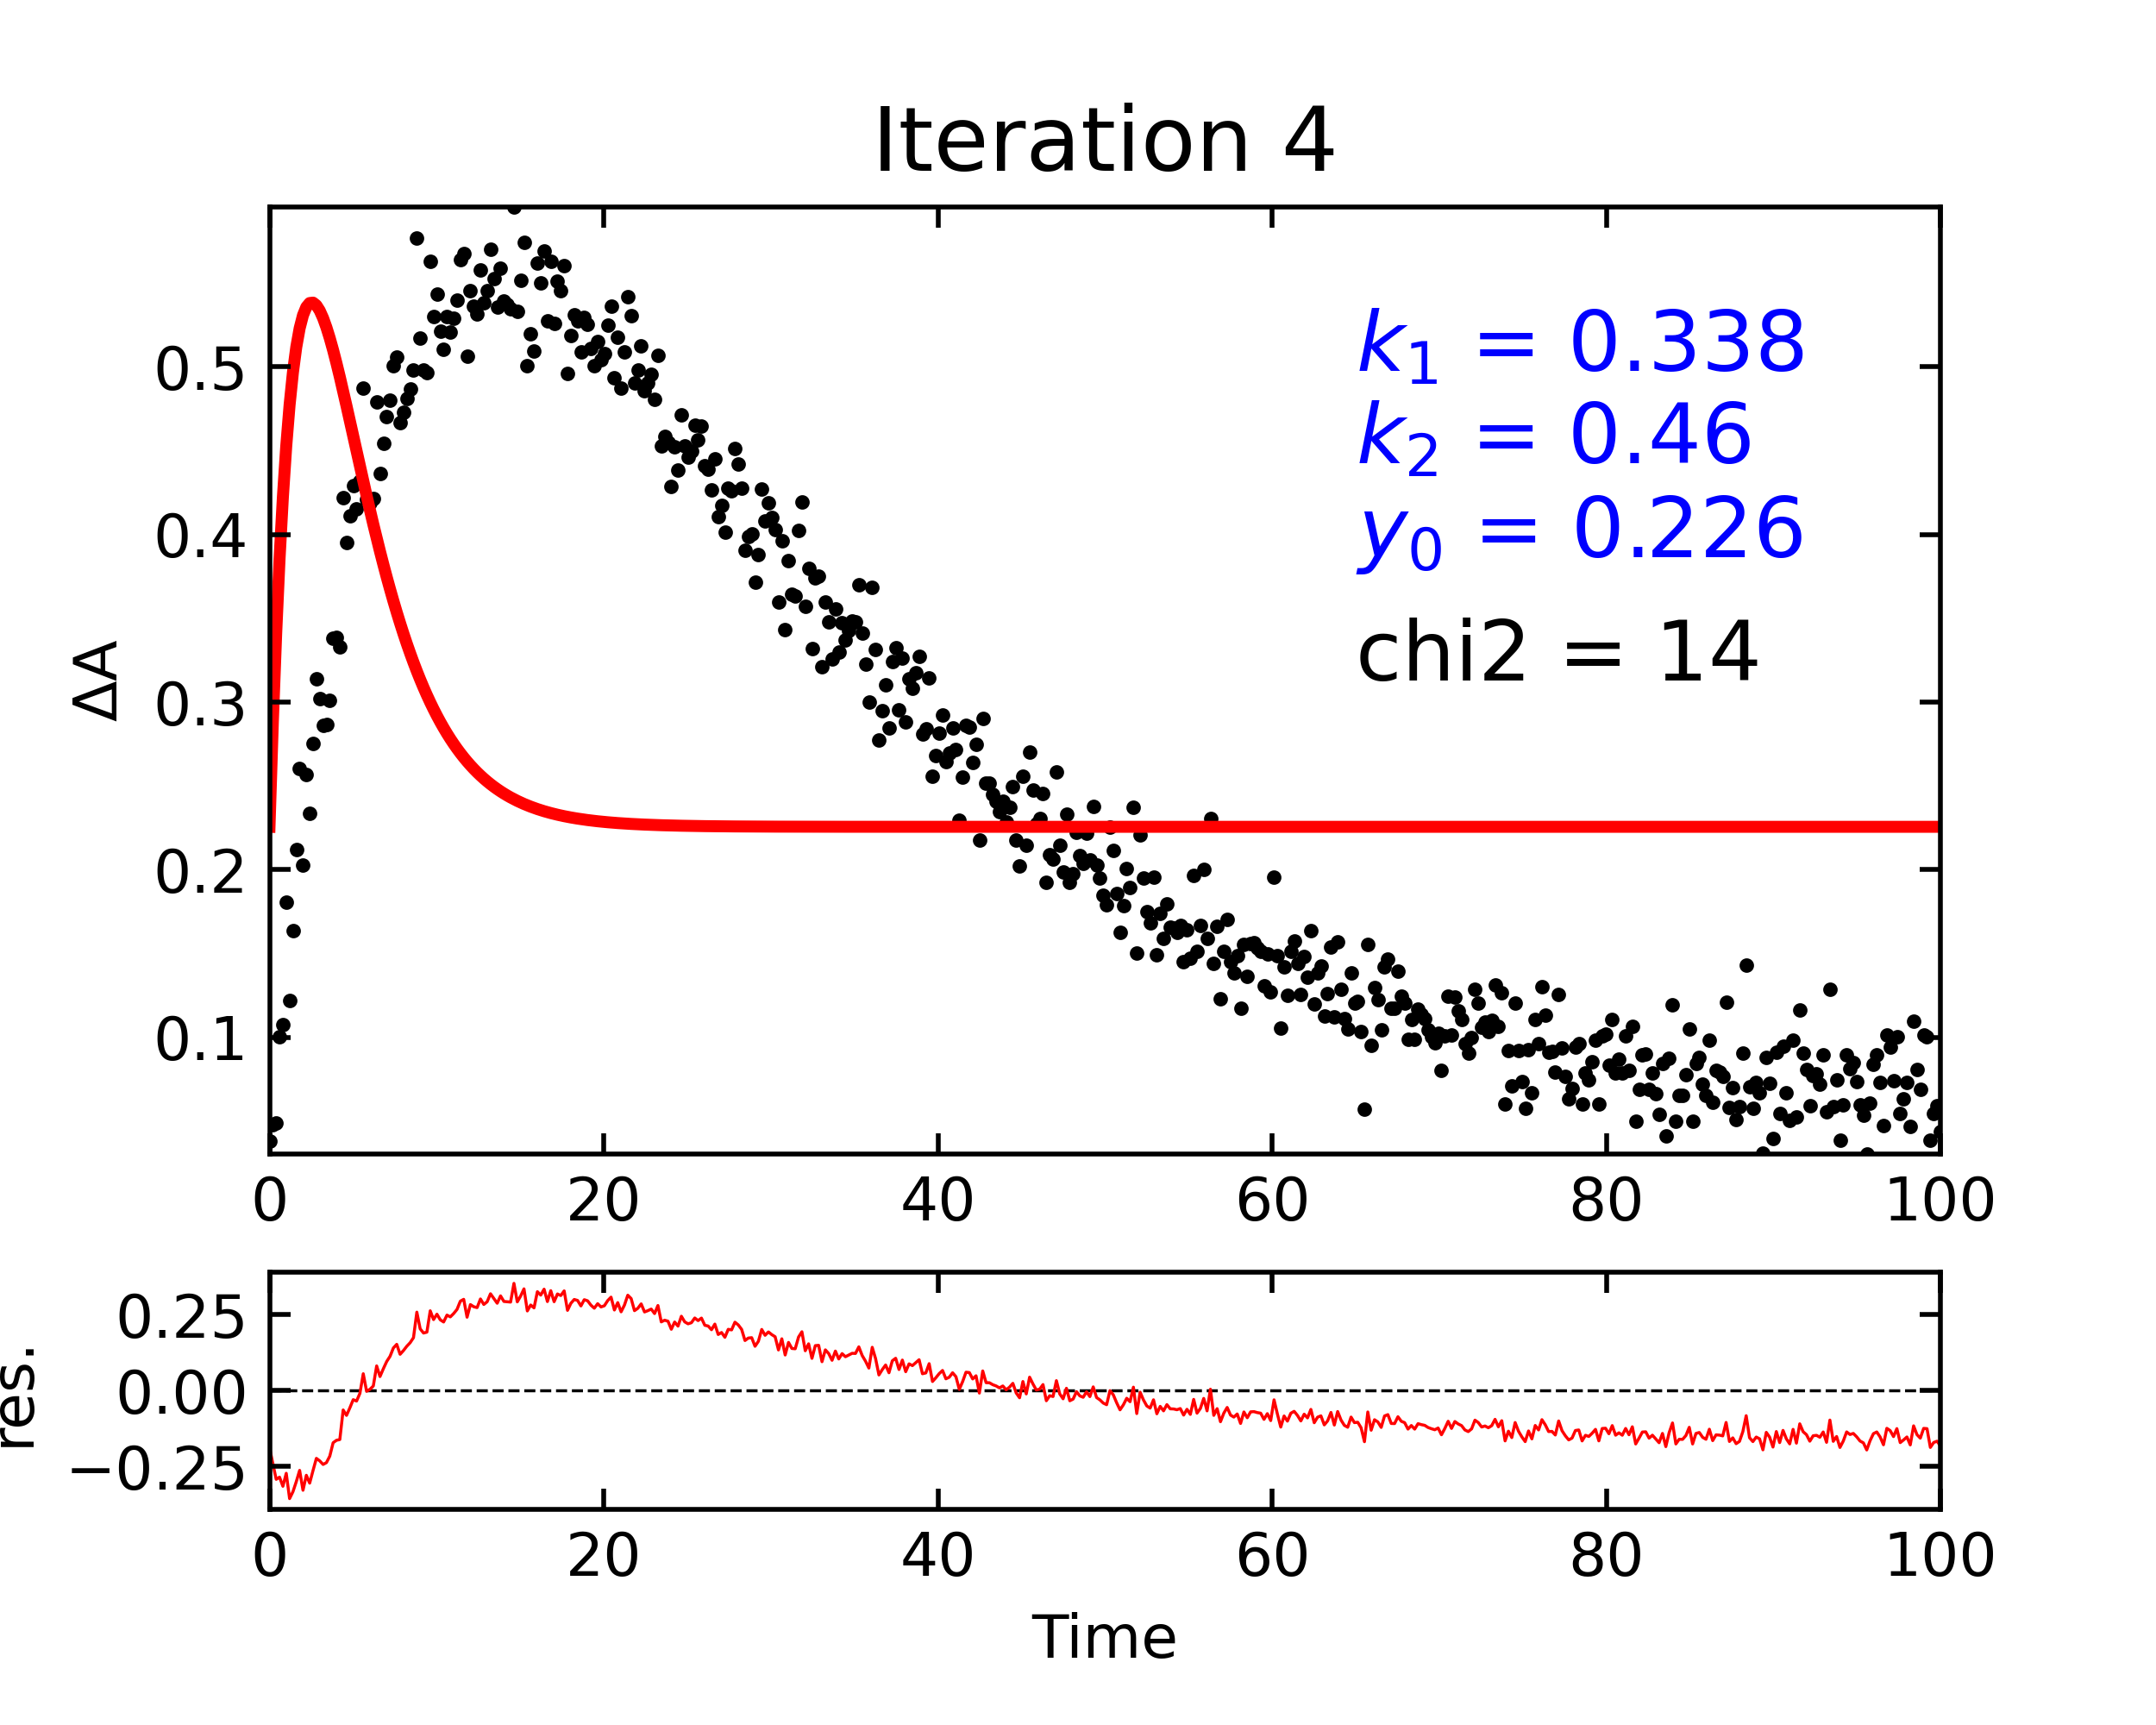 Iteration 4
ΔA
0.5
0.4
0.3
0.2
0.1
k₁ = 0.338
k₂ = 0.46
y₀ = 0.226
chi2 = 14
0 20 40 60 80 100
res.
0.25
0.00
−0.25
0 20 40 60 80 100
Time